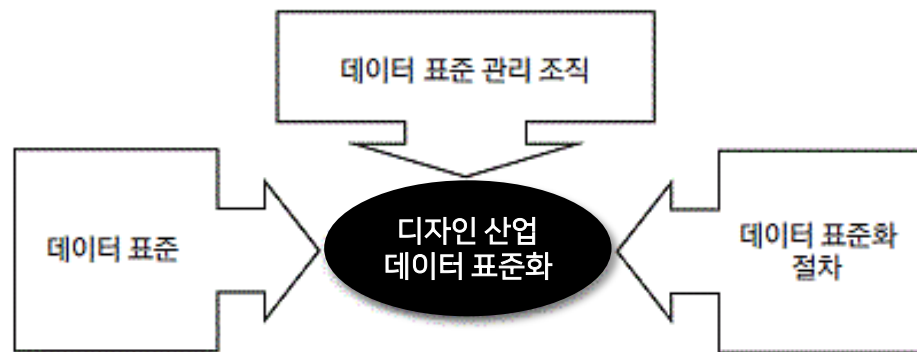 데이터 표준 관리 조직
데이터 표준
디자인 산업
데이터 표준화
데이터 표준화
절차